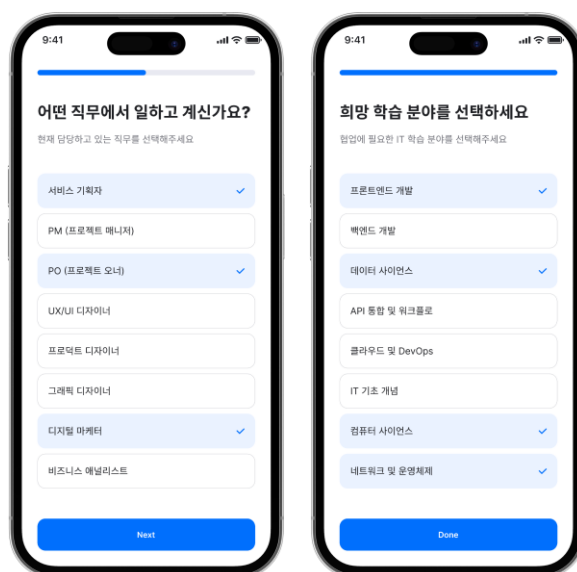 9:41
어떤 직무에서 일하고 계신가요?
현재 담당하고 있는 직무를 선택해주세요
서비스 기획자
PM (프로젝트 매니저)
PO (프로젝트 오너)
UX/UI 디자이너
프로덕트 디자이너
그래픽 디자이너
디지털 마케터
비즈니스 애널리스트
Next
9:41
희망 학습 분야를 선택하세요
협업에 필요한 IT 학습 분야를 선택해주세요
프론트엔드 개발
백엔드 개발
데이터 사이언스
API 통합 및 워크플로
클라우드 및 DevOps
IT 기초 개념
컴퓨터 사이언스
네트워크 및 운영체제
Done